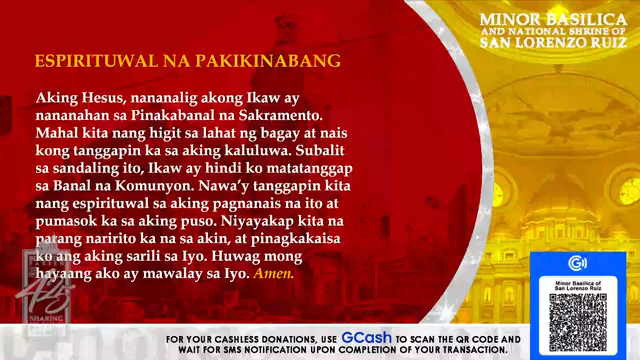 MINOR BASILICA
AND NATIONAL SHRINE OF
SAN LORENZO RUIZ
ESPIRITUWAL NA PAKIKINABANG
Aking Hesus, nananalig akong Ikaw ay
nananahan sa Pinakabanal na Sakramento.
Mahal kita nang higit sa lahat ng bagay at nais
kong tanggapin ka sa aking kaluluwa. Subalit
sa sandaling ito, Ikaw ay hindi ko matatanggap
sa Banal na Komunyon. Nawa'y tanggapin kita
nang espirituwal sa aking pagnanais na ito at
pumasok ka sa aking puso. Niyayakap kita na
parang naririto ka na sa akin, at pinagkakaisa
ko ang aking sarili sa Iyo. Huwag mong
hayaang ako ay mawalay sa Iyo. Amen.
SHARING
Minor Basilica of
San Lorenzo Ruiz
FOR YOUR CASHLESS DONATIONS, USE GCash TO SCAN THE QR CODE AND
WAIT FOR SMS NOTIFICATION UPON COMPLETION OF YOUR TRANSACTION.